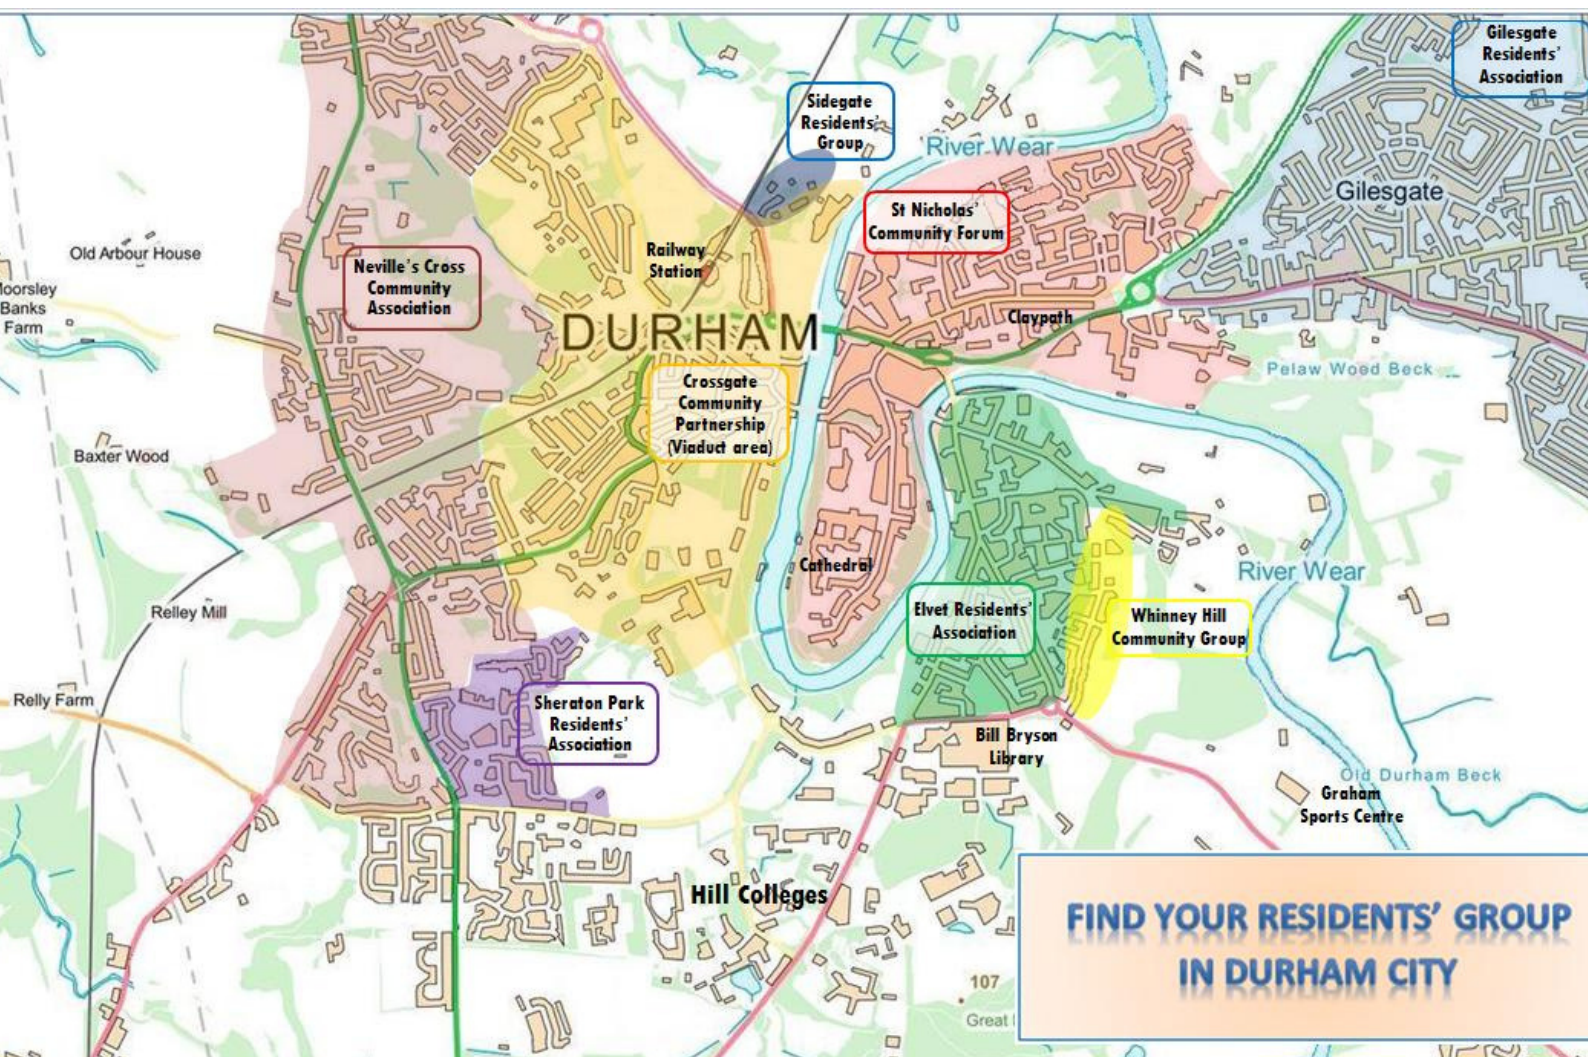 Gilesgate
Residents'
Association
Sidegate
Residents'
Group
River Wear
St Nicholas'
Community Forum
Gilesgate
Old Arbour House
Railway
Station
Neville's Cross
Community
Association
Moorsley
Banks
Farm
DURHAM
Claypath
Pelaw Wood Beck
Crossgate
Community
Partnership
(Viaduct area)
Baxter Wood
Cathedral
River Wear
Relley Mill
Elvet Residents'
Association
Whinney Hill
Community Group
Relly Farm
Sheraton Park
Residents'
Association
Bill Bryson
Library
Old Durham Beck
Graham
Sports Centre
Hill Colleges
FIND YOUR RESIDENTS' GROUP
IN DURHAM CITY
107
Great